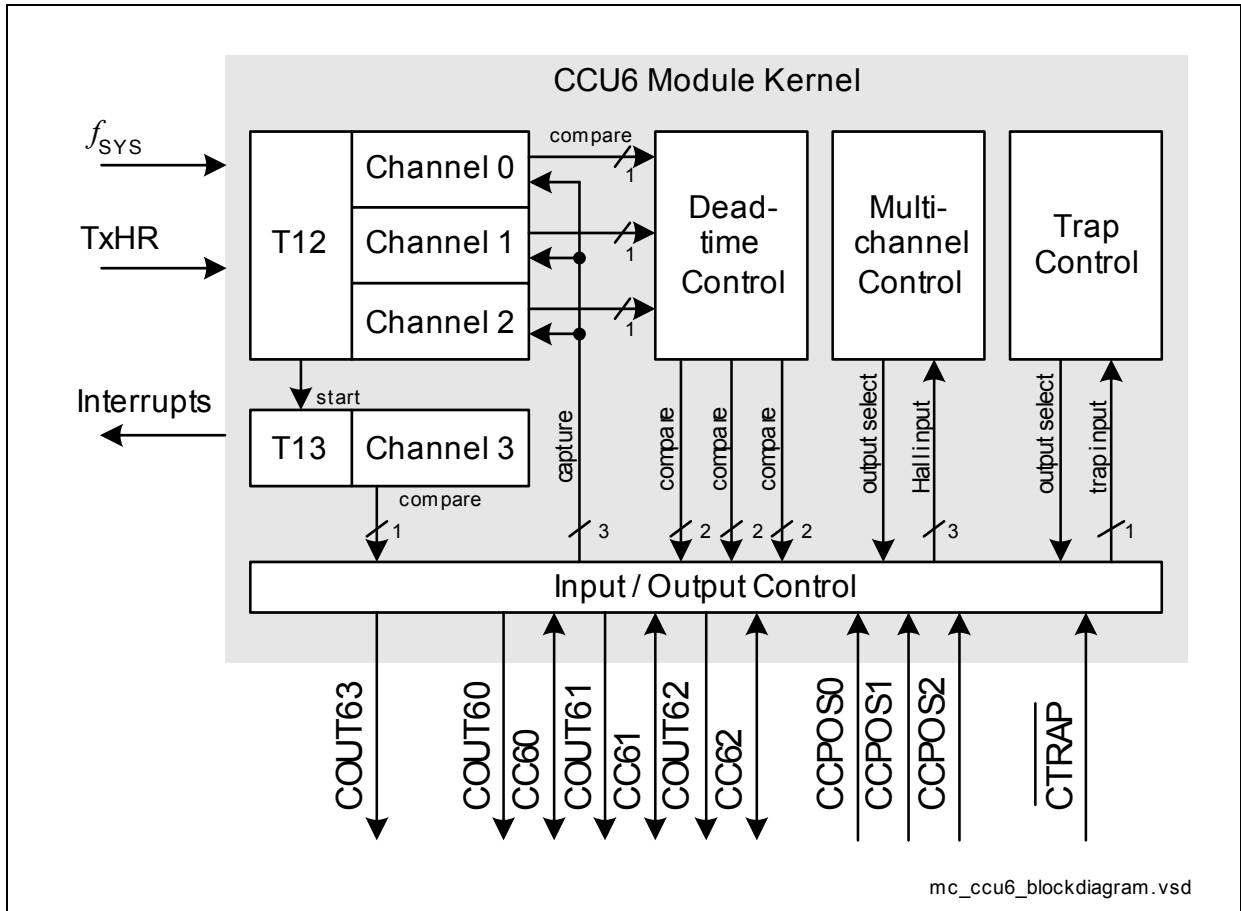 CCU6 Module Kernel
fSYS
TxHR
Interrupts
T12
Channel 0
Channel 1
Channel 2
compare
1
1
1
Dead-
time
Control
Multi-
channel
Control
Trap
Control
start
T13
Channel 3
compare
1
capture
3
compare
compare
compare
2
2
2
output select
Hall input
3
output select
trap input
1
Input / Output Control
COUT63
COUT60
CC60
COUT61
CC61
COUT62
CC62
CCPOS0
CCPOS1
CCPOS2
CTRAP
mc_ccu6_blockdiagram.vsd